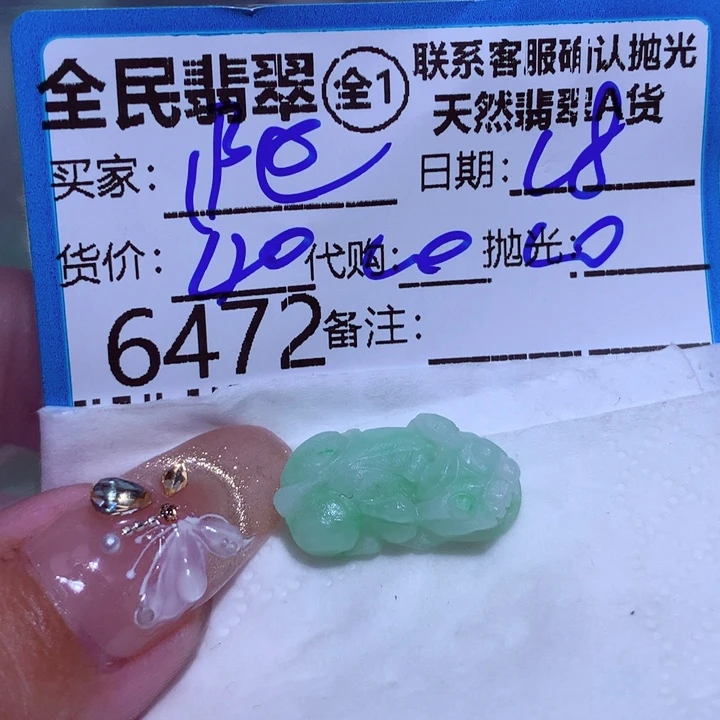 全民翡翠 全1 联系客服确认抛光
天然翡翠A货
买家： 日期：28
货价： 代购： 抛光：
6472 备注：